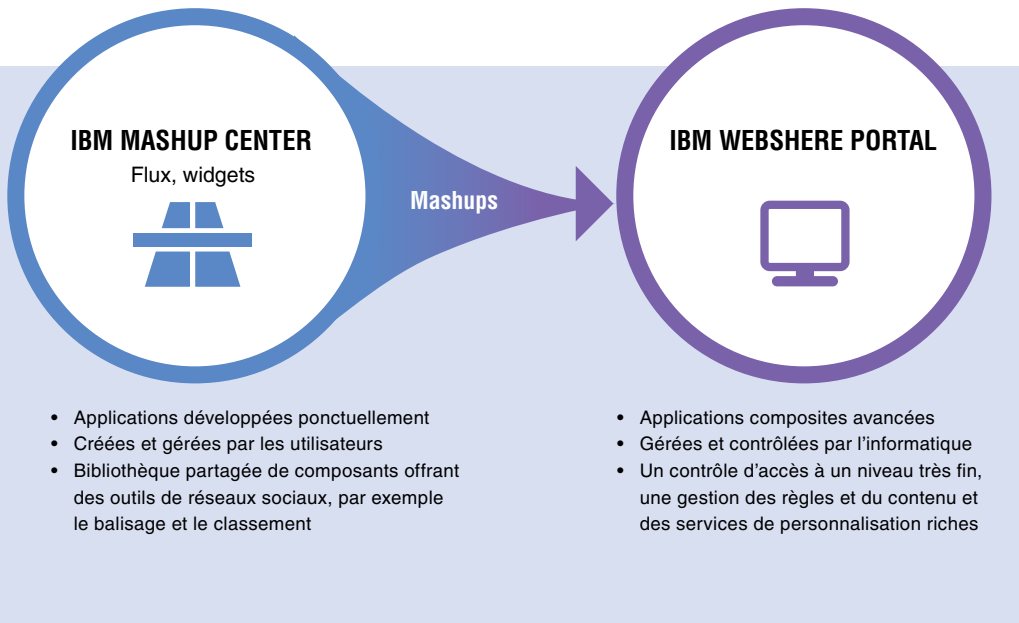 IBM MASHUP CENTER
Flux, widgets
Mashups
IBM WEBSHERE PORTAL
• Applications développées ponctuellement
• Créées et gérées par les utilisateurs
• Bibliothèque partagée de composants offrant
des outils de réseaux sociaux, par exemple
le balisage et le classement
• Applications composites avancées
• Gérées et contrôlées par l'informatique
• Un contrôle d'accès à un niveau très fin,
une gestion des règles et du contenu et
des services de personnalisation riches